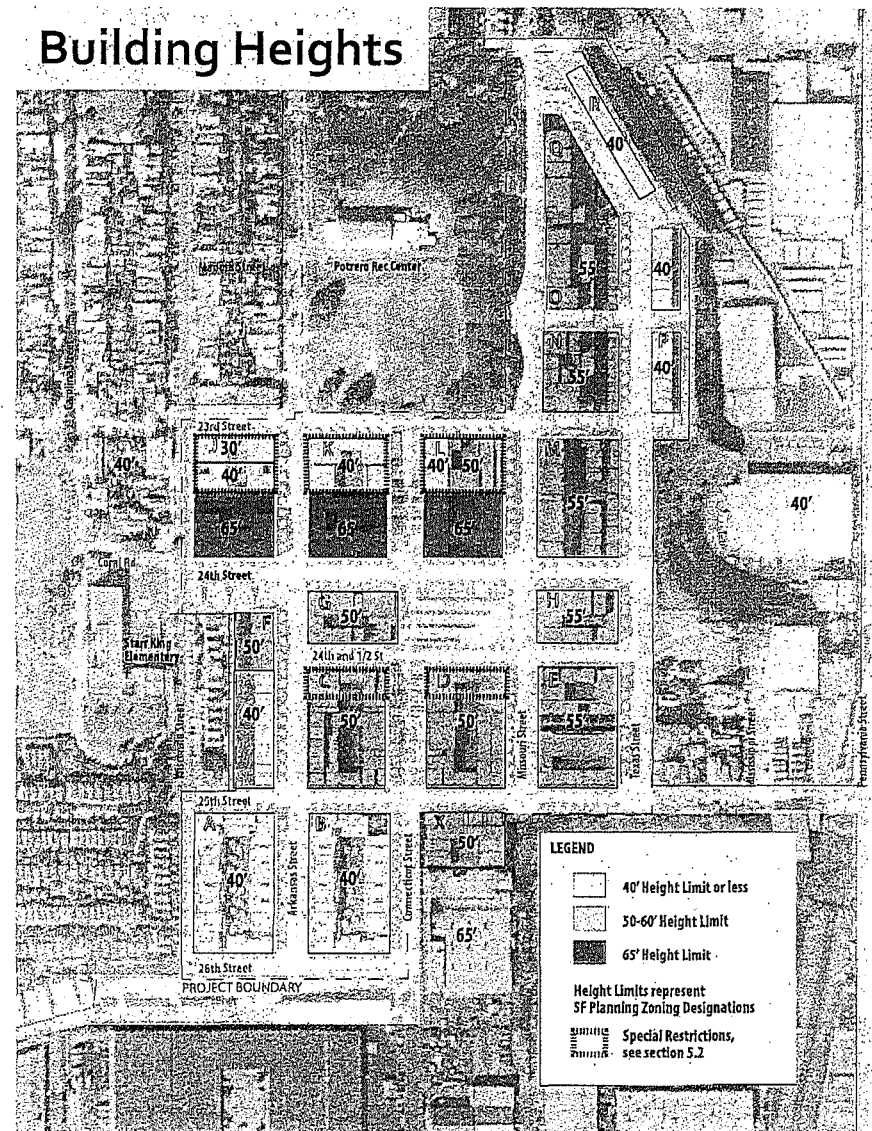 Building Heights
R
40'
Q
Potrero Rec Center
55'
40'
O
N
55'
P
40'
23rd Street
J 30'
K
L
M
40'
40'
40'
40' 50'
40'
65'
65'
65'
55'
Coral Rd
24th Street
G
50'
H
55'
F
50'
Starr King
Elementary
24th and 1/2 St
C
D
E
40'
50'
50'
55'
Missouri Street
Texas Street
Mississippi Street
Pennsylvania Street
25th Street
A
B
X
50'
40'
40'
Arkansas Street
Connecticut Street
65'
26th Street
PROJECT BOUNDARY
LEGEND
40' Height Limit or less
50-60' Height Limit
65' Height Limit
Height Limits represent
SF Planning Zoning Designations
Special Restrictions,
see section 5.2